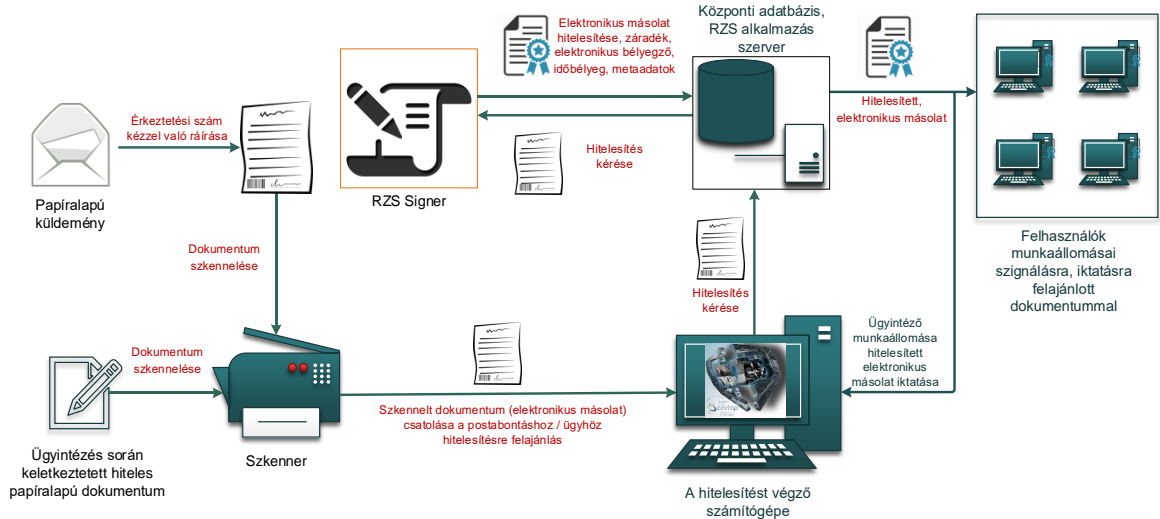 Elektronikus másolat
hitelesítése, záradék,
elektronikus bélyegző,
időbélyeg, metaadatok
Központi adatbázis,
RZS alkalmazás
szerver
Érkeztetési szám
kézzel való ráírása
Hitelesítés
kérése
Hitelesített,
elektronikus másolat
Papíralapú
küldemény
RZS Signer
Felhasználók
munkaállomásai
szignálásra, iktatásra
felajánlott
dokumentummal
Dokumentum
szkennelése
Hitelesítés
kérése
Dokumentum
szkennelése
Ügyintéző
munkaállomása
hitelesített
elektronikus
másolat iktatása
Szkennelt dokumentum (elektronikus másolat)
csatolása a postabontáshoz / ügyhöz
hitelesítésre felajánlás
Ügyintézés során
keletkeztetett hiteles
papíralapú dokumentum
Szkenner
A hitelesítést végző
számítógépe